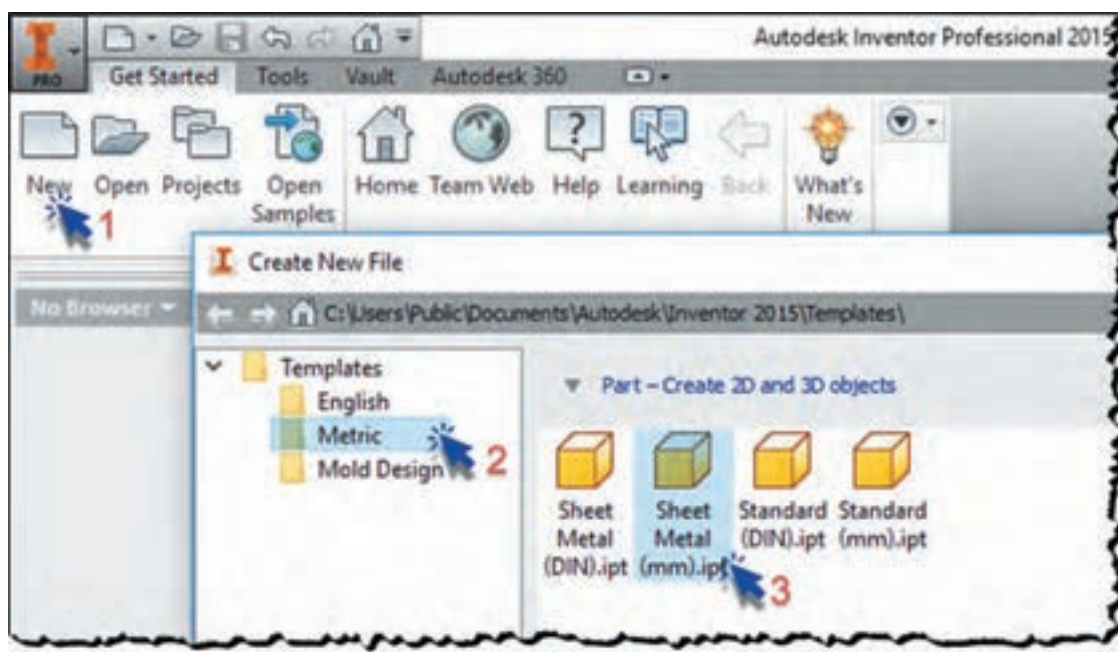 PRO
Autodesk Inventor Professional 2015
Get Started Tools Vault Autodesk 360
New Open Projects Open Samples Home Team Web Help Learning Back What's New
1
Create New File
No Browser
C:\Users\Public\Documents\Autodesk\Inventor 2015\Templates\
Templates
English
Metric
Mold Design
2
Part – Create 2D and 3D objects
Sheet Metal (DIN).ipt
Sheet Metal (mm).ipt
Standard (DIN).ipt
Standard (mm).ipt
3